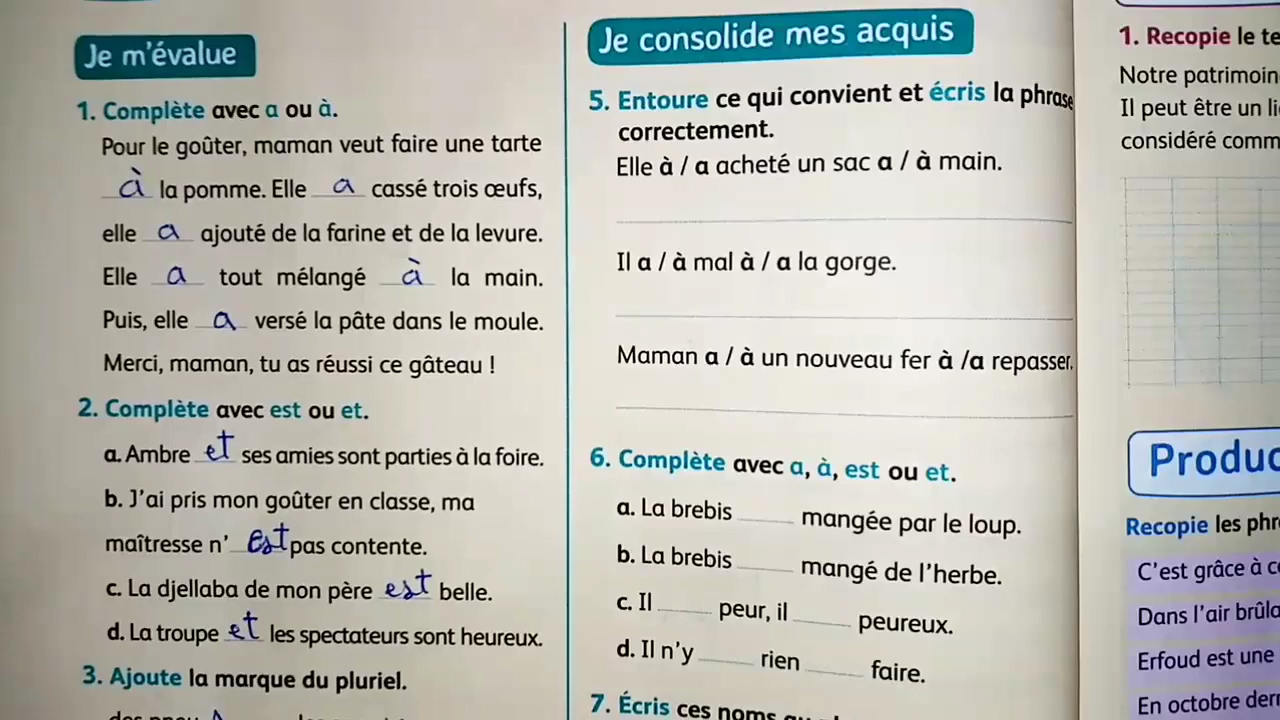 Je m'évalue
1. Complète avec a ou à.
Pour le goûter, maman veut faire une tarte
à la pomme. Elle a cassé trois œufs,
elle a ajouté de la farine et de la levure.
Elle a tout mélangé à la main.
Puis, elle a versé la pâte dans le moule.
Merci, maman, tu as réussi ce gâteau !
2. Complète avec est ou et.
a. Ambre et ses amies sont parties à la foire.
b. J'ai pris mon goûter en classe, ma
maîtresse n' est pas contente.
c. La djellaba de mon père est belle.
d. La troupe et les spectateurs sont heureux.
3. Ajoute la marque du pluriel.
Je consolide mes acquis
5. Entoure ce qui convient et écris la phrase
correctement.
Elle à / a acheté un sac a / à main.
Il a / à mal à / a la gorge.
Maman a / à un nouveau fer à /a repasser.
6. Complète avec a, à, est ou et.
a. La brebis ____ mangée par le loup.
b. La brebis ____ mangé de l'herbe.
c. Il ____ peur, il ____ peureux.
d. Il n'y ____ rien ____ faire.
7. Écris ces noms
1. Recopie le te
Notre patrimoin
Il peut être un li
considéré comm
Produc
Recopie les phr
C'est grâce à c
Dans l'air brûla
Erfoud est une
En octobre der